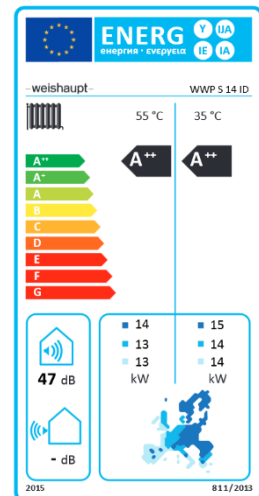 ENERG Y IJA
енергия · ενεργεια IE IA
-weishaupt- WWP S 14 ID
55 °C 35 °C
A++ A++
A++
A+
A
B
C
D
E
F
G
14 15
13 14
13 14
kW kW
47 dB
- dB
2015 811/2013